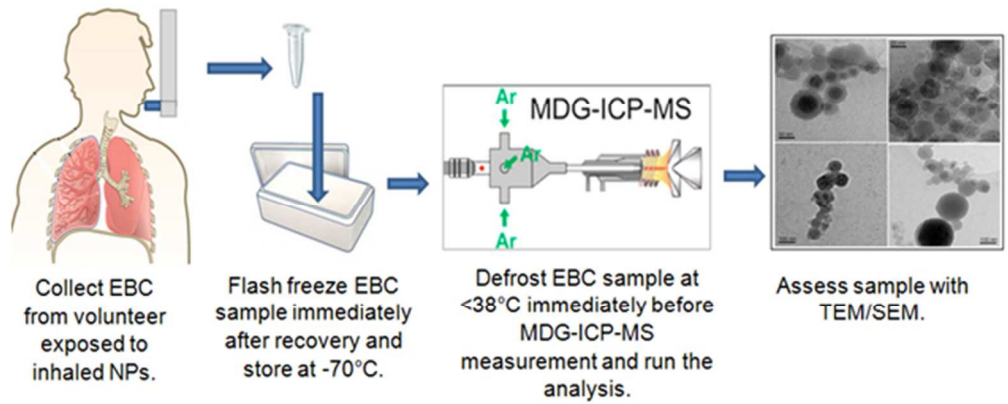 Ar
MDG-ICP-MS
Ar
Ar
Collect EBC
from volunteer
exposed to
inhaled NPs.
Flash freeze EBC
sample immediately
after recovery and
store at -70°C.
Defrost EBC sample at
<38°C immediately before
MDG-ICP-MS
measurement and run the
analysis.
Assess sample with
TEM/SEM.